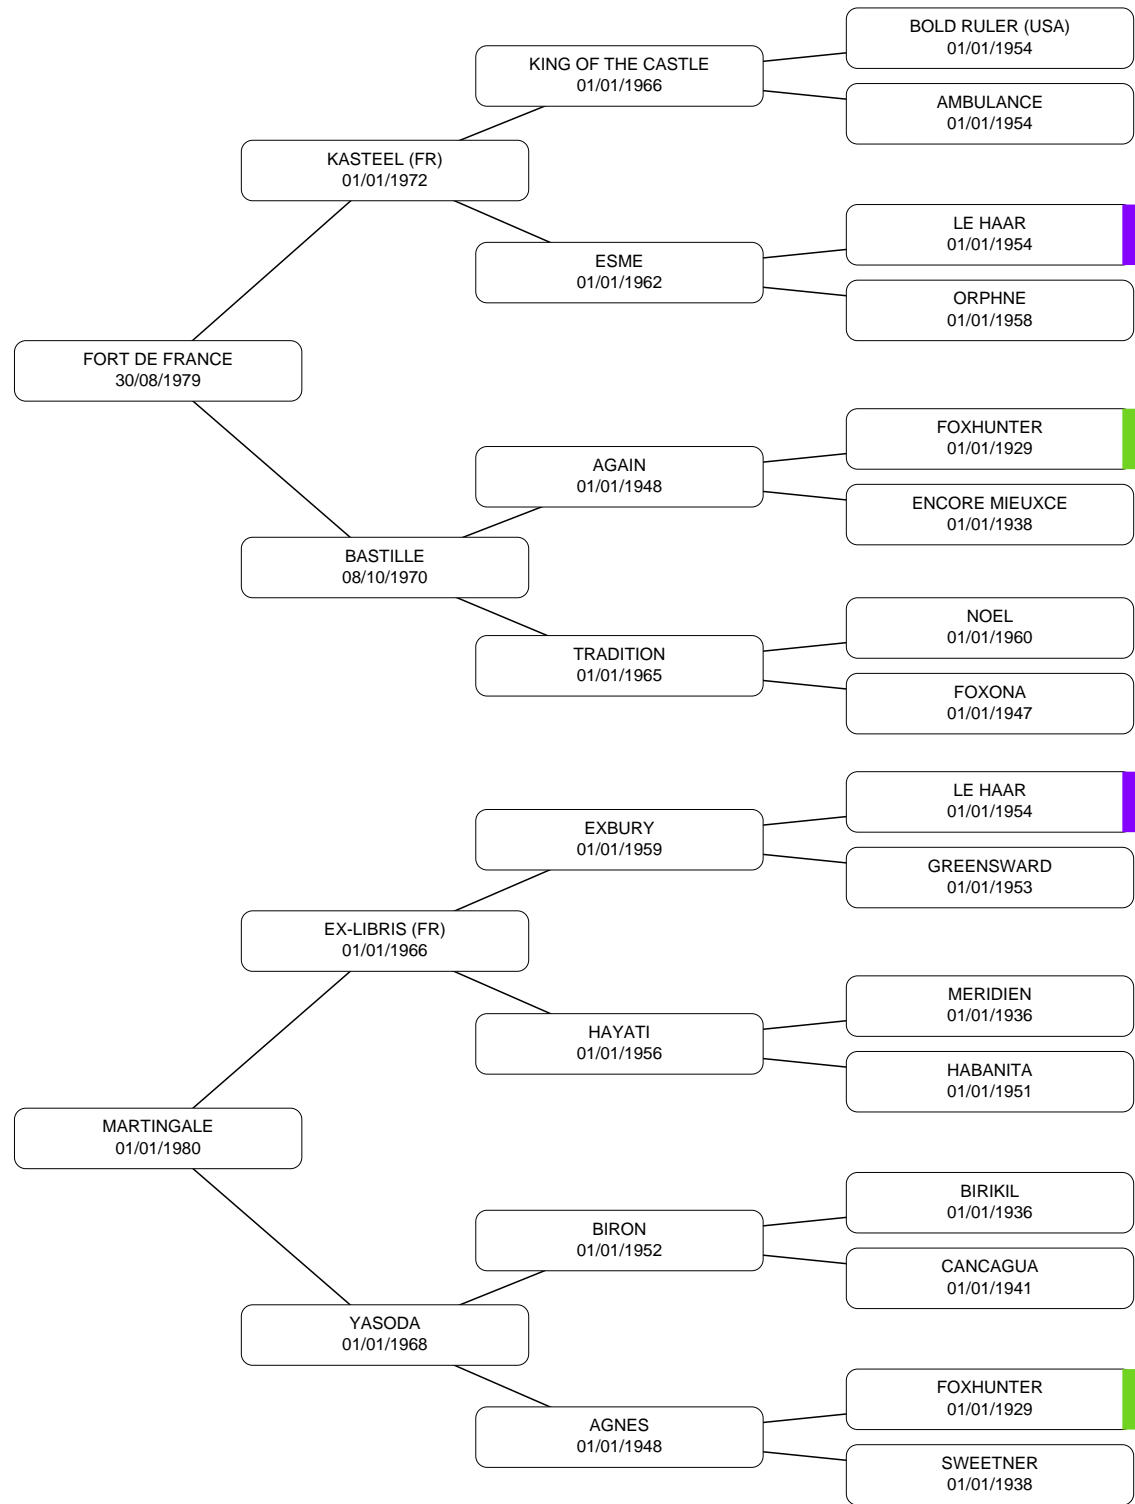 BOLD RULER (USA)
01/01/1954
KING OF THE CASTLE
01/01/1966
AMBULANCE
01/01/1954
KASTEEL (FR)
01/01/1972
LE HAAR
01/01/1954
ESME
01/01/1962
ORPHNE
01/01/1958
FORT DE FRANCE
30/08/1979
FOXHUNTER
01/01/1929
AGAIN
01/01/1948
ENCORE MIEUXCE
01/01/1938
BASTILLE
08/10/1970
NOEL
01/01/1960
TRADITION
01/01/1965
FOXONA
01/01/1947
LE HAAR
01/01/1954
EXBURY
01/01/1959
GREENSWARD
01/01/1953
EX-LIBRIS (FR)
01/01/1966
MERIDIEN
01/01/1936
HAYATI
01/01/1956
HABANITA
01/01/1951
MARTINGALE
01/01/1980
BIRIKIL
01/01/1936
BIRON
01/01/1952
CANCAGUA
01/01/1941
YASODA
01/01/1968
FOXHUNTER
01/01/1929
AGNES
01/01/1948
SWEETNER
01/01/1938